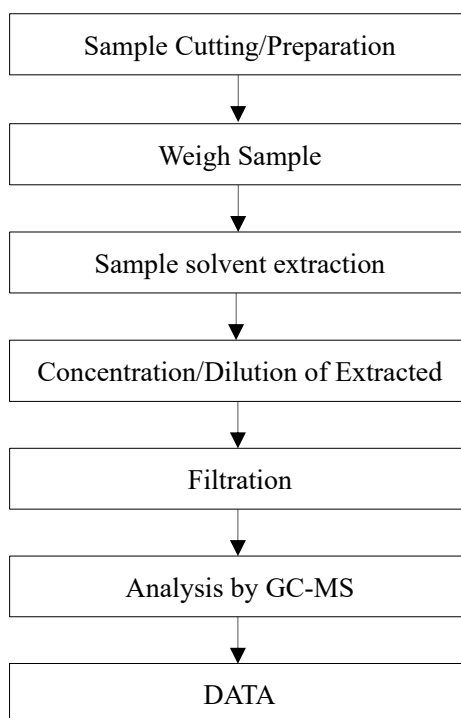 Sample Cutting/Preparation
Weigh Sample
Sample solvent extraction
Concentration/Dilution of Extracted
Filtration
Analysis by GC-MS
DATA